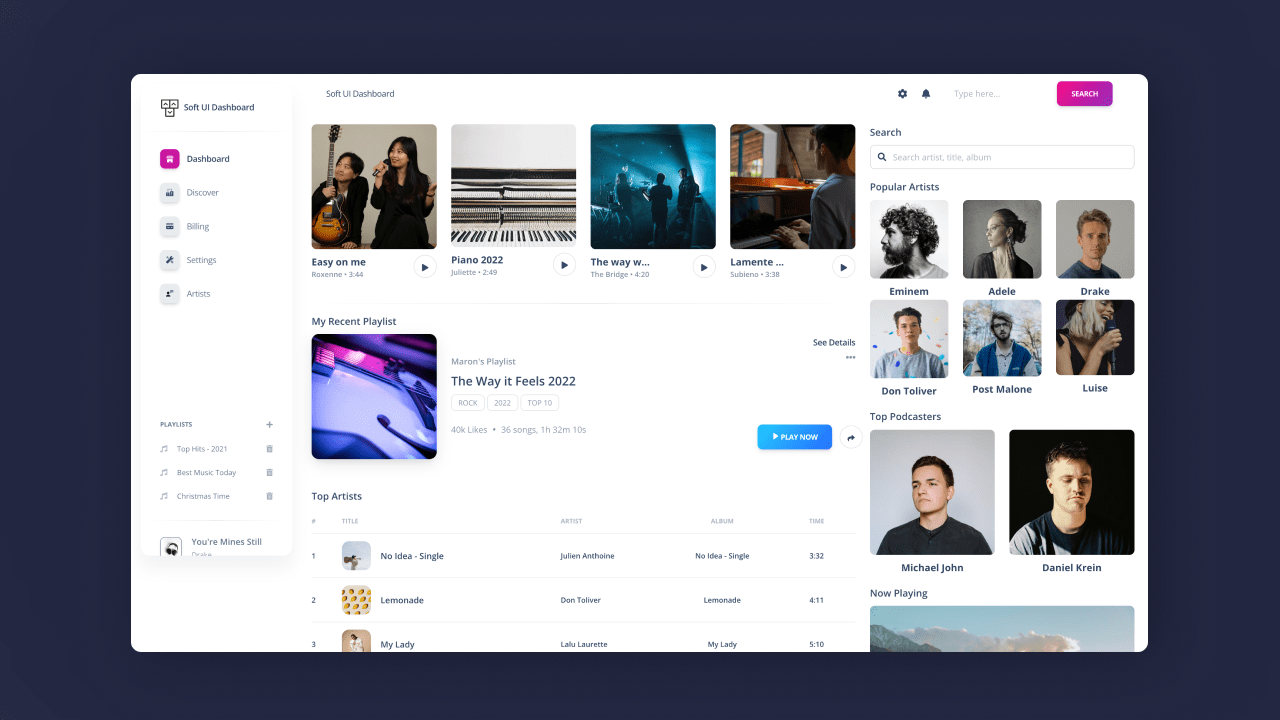 Soft UI Dashboard
Dashboard
Discover
Billing
Settings
Artists
PLAYLISTS +
Top Hits - 2021
Best Music Today
Christmas Time
You're Mines Still
Drake
Soft UI Dashboard
Type here...
SEARCH
Easy on me
Roxenne • 3:44
Piano 2022
Juliette • 2:49
The way w...
The Bridge • 4:20
Lamente ...
Subieno • 3:38
My Recent Playlist
See Details
Maron's Playlist
The Way it Feels 2022
ROCK 2022 TOP 10
40k Likes • 36 songs, 1h 32m 10s
PLAY NOW
Top Artists
# TITLE ARTIST ALBUM TIME
1 No Idea - Single Julien Anthoine No Idea - Single 3:32
2 Lemonade Don Toliver Lemonade 4:11
3 My Lady Lalu Laurette My Lady 5:10
Search
Search artist, title, album
Popular Artists
Eminem Adele Drake
Don Toliver Post Malone Luise
Top Podcasters
Michael John Daniel Krein
Now Playing